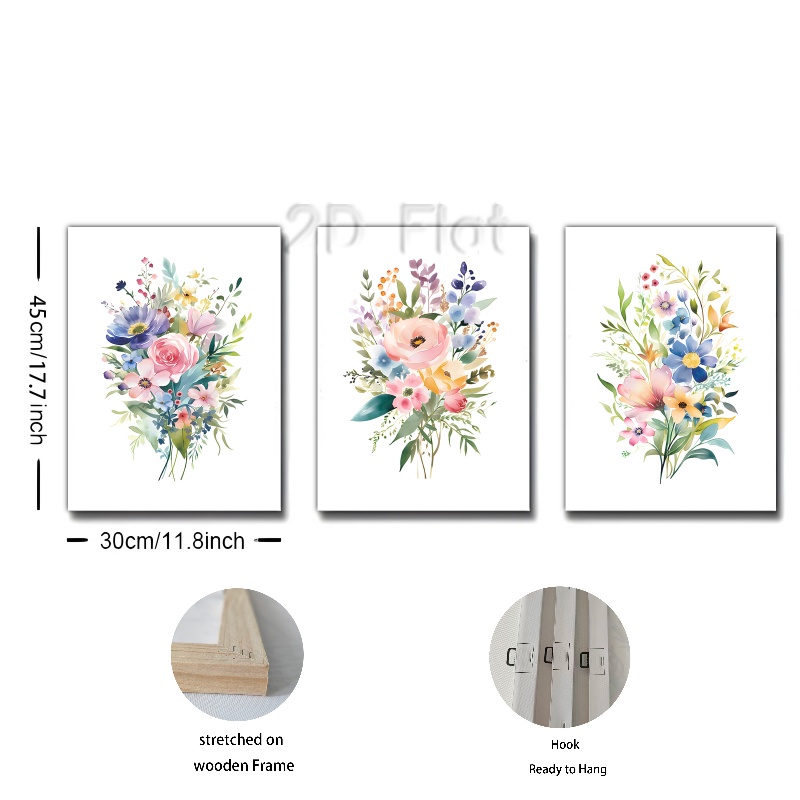 2D Flat
45cm/17.7inch
30cm/11.8inch
stretched on
wooden Frame
Hook
Ready to Hang